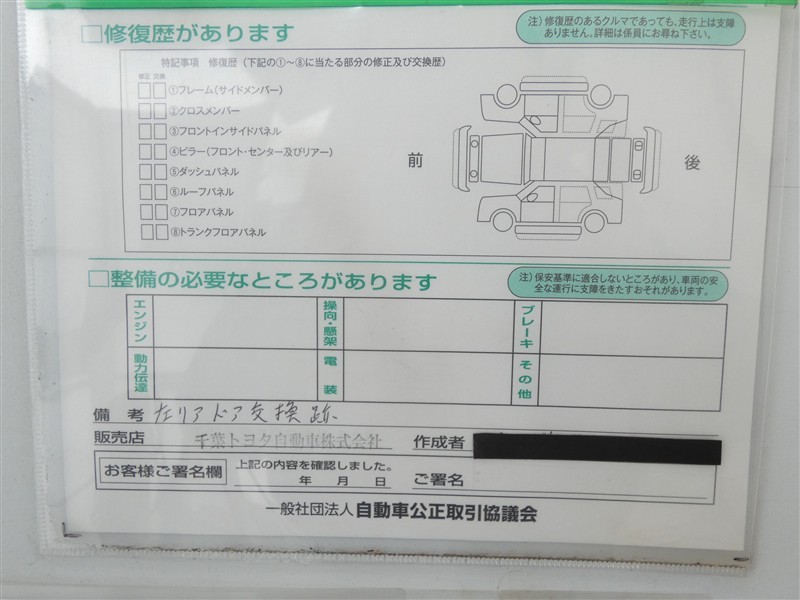 □修復歴があります
注）修復歴のあるクルマであっても、走行上は支障
ありません。詳細は係員にお尋ね下さい。
特記事項 修復歴（下記の①〜⑧に当たる部分の修正及び交換歴）
修正 交換
①フレーム（サイドメンバー）
②クロスメンバー
③フロントインサイドパネル
④ピラー（フロント・センター及びリアー）
⑤ダッシュパネル
⑥ルーフパネル
⑦フロアパネル
⑧トランクフロアパネル
前
後
□整備の必要なところがあります
注）保安基準に適合しないところがあり、車両の安
全な運行に支障をきたすおそれがあります。
エンジン
操向・懸架
ブレーキ
動力伝達
電装
その他
備考 左リアドア交換跡
販売店 千葉トヨタ自動車株式会社 作成者
お客様ご署名欄 上記の内容を確認しました。
年 月 日 ご署名
一般社団法人 自動車公正取引協議会